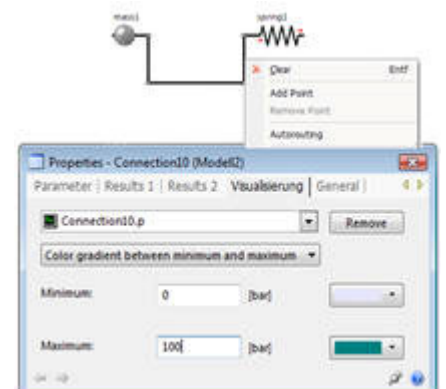 mass1
spring1
Clear Entf
Add Point
Remove Point
Autorouting
Properties - Connection10 (Modell2)
Parameter Results 1 Results 2 Visualisierung General
Connection10.p Remove
Color gradient between minimum and maximum
Minimum: 0 [bar]
Maximum: 100 [bar]